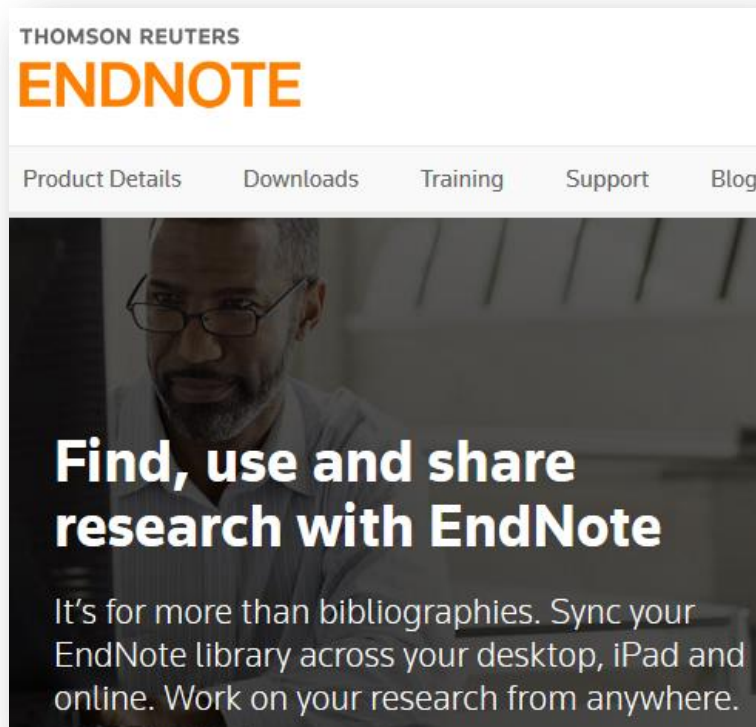 THOMSON REUTERS
ENDNOTE
Product Details Downloads Training Support Blog
Find, use and share
research with EndNote
It's for more than bibliographies. Sync your
EndNote library across your desktop, iPad and
online. Work on your research from anywhere.